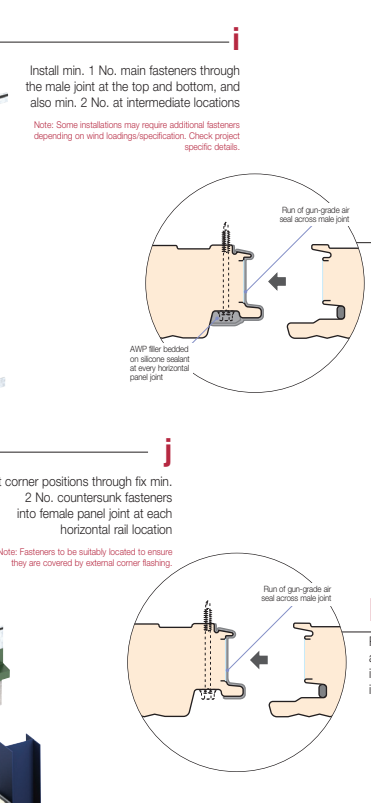 i
Install min. 1 No. main fasteners through
the male joint at the top and bottom, and
also min. 2 No. at intermediate locations
Note: Some installations may require additional fasteners
depending on wind loadings/specification. Check project
specific details.
Run of gun-grade air
seal across male joint
AWP filler bedded
on silicone sealant
at every horizontal
panel joint
j
corner positions through fix min.
2 No. countersunk fasteners
into female panel joint at each
horizontal rail location
Note: Fasteners to be suitably located to ensure
they are covered by external corner flashing.
Run of gun-grade air
seal across male joint